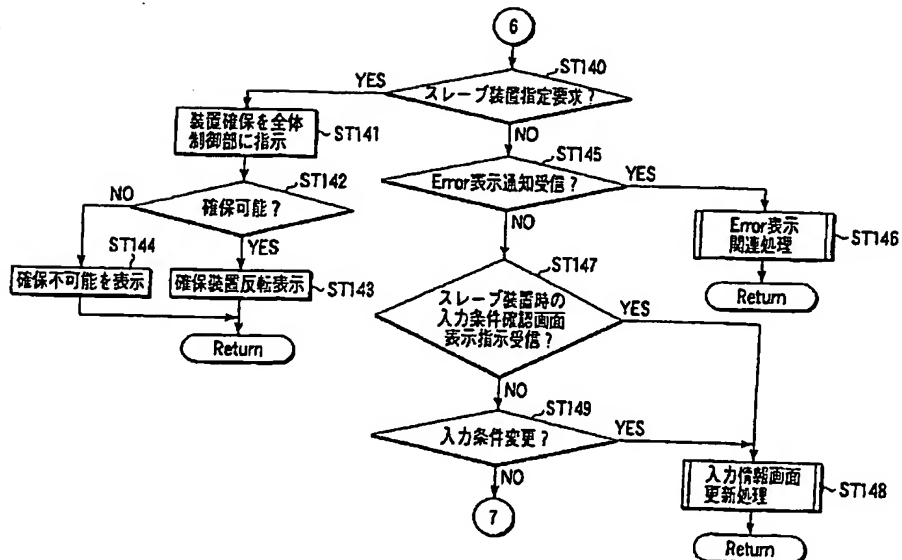 6
ST140
スレーブ装置指定要求?
YES
NO
装置確保を全体
制御部に指示
ST141
ST142
確保可能?
NO
YES
ST144
確保不可能を表示
確保装置反転表示
ST143
Return
ST145
Error表示通知受信?
YES
NO
Error表示
関連処理
ST146
Return
ST147
スレーブ装置時の
入力条件確認画面
表示指示受信?
YES
NO
ST149
入力条件変更?
YES
NO
7
入力情報画面
更新処理
ST148
Return